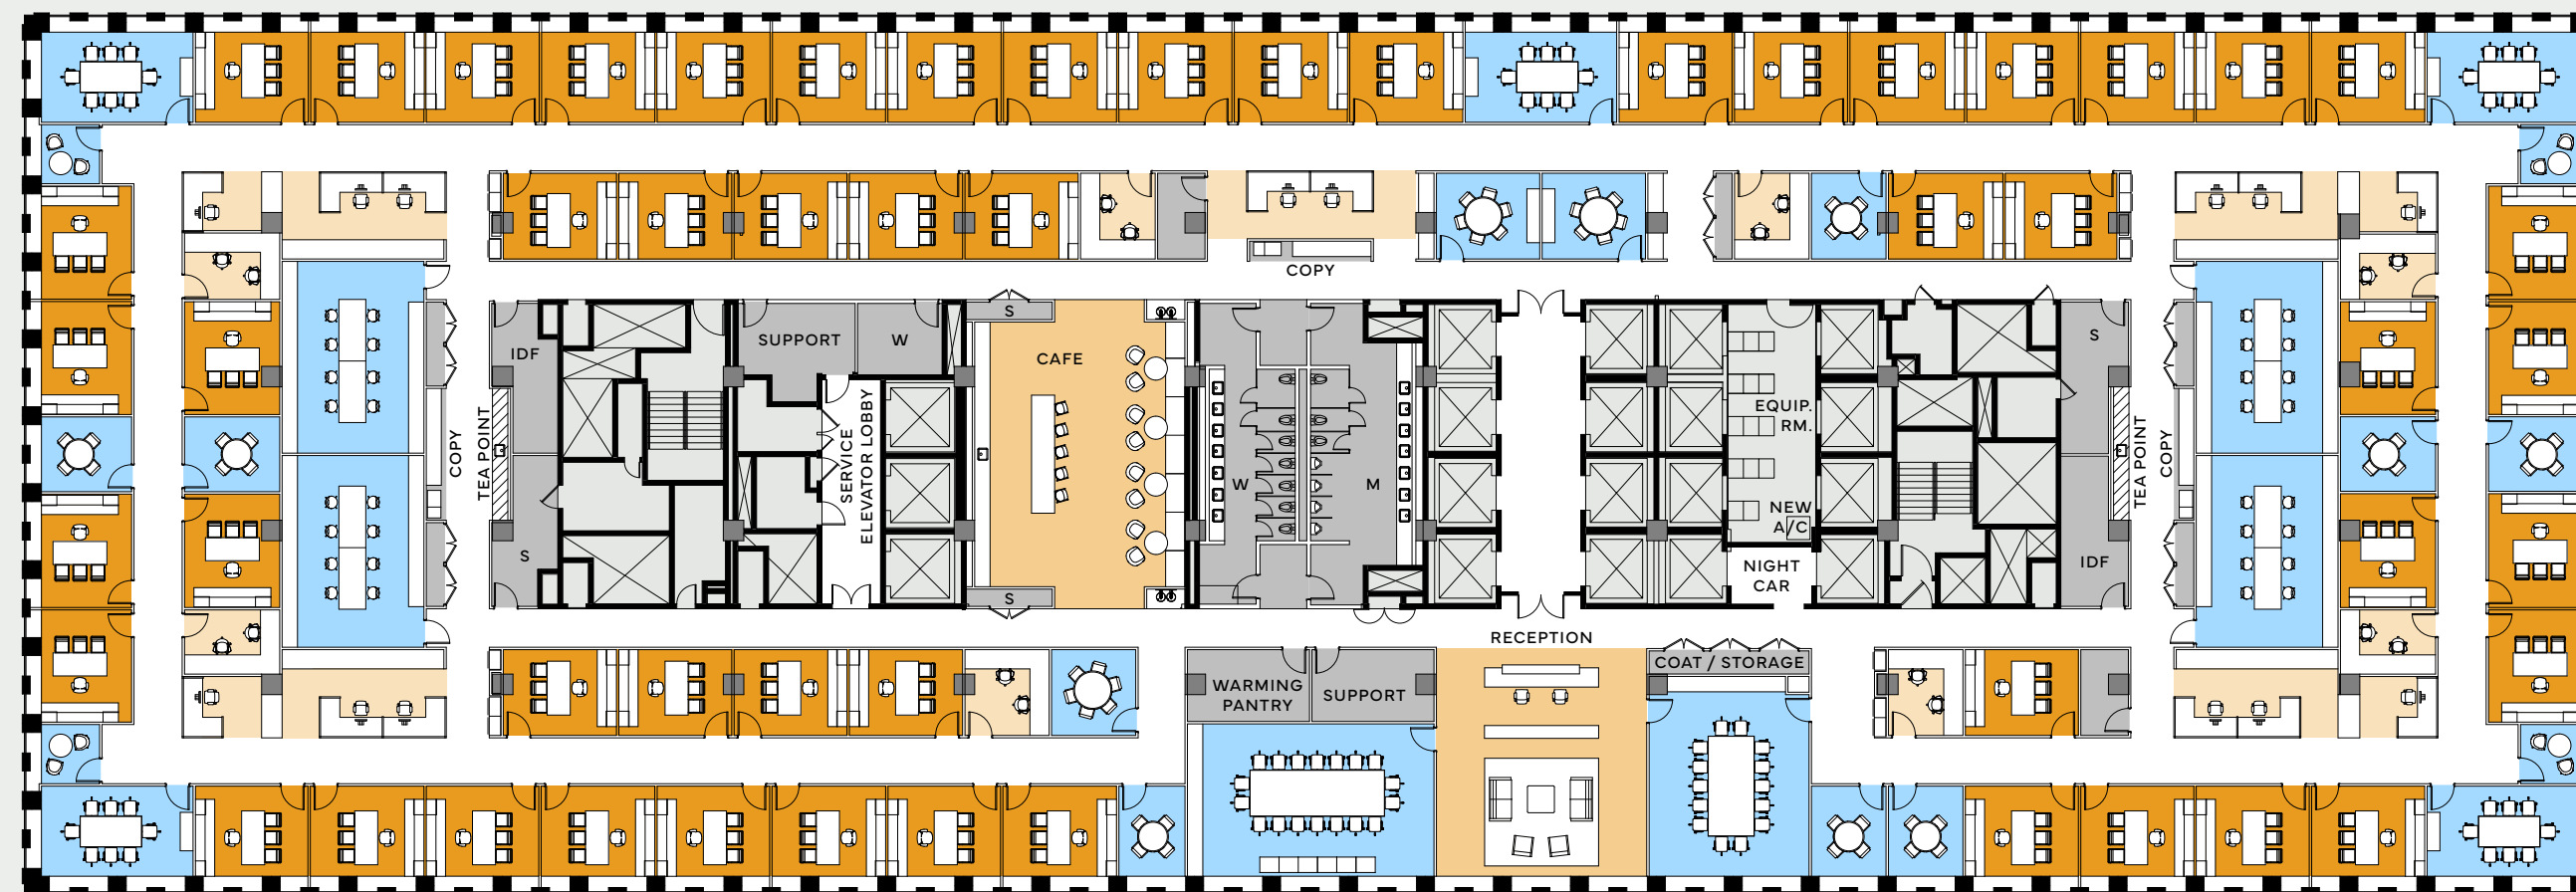 COPY
S
SUPPORT
W
IDF
CAFE
S
EQUIP.
RM.
COPY
TEA POINT
SERVICE
ELEVATOR LOBBY
TEA POINT
COPY
W
M
NEW
A/C
S
IDF
NIGHT
CAR
S
RECEPTION
COAT / STORAGE
WARMING
PANTRY
SUPPORT